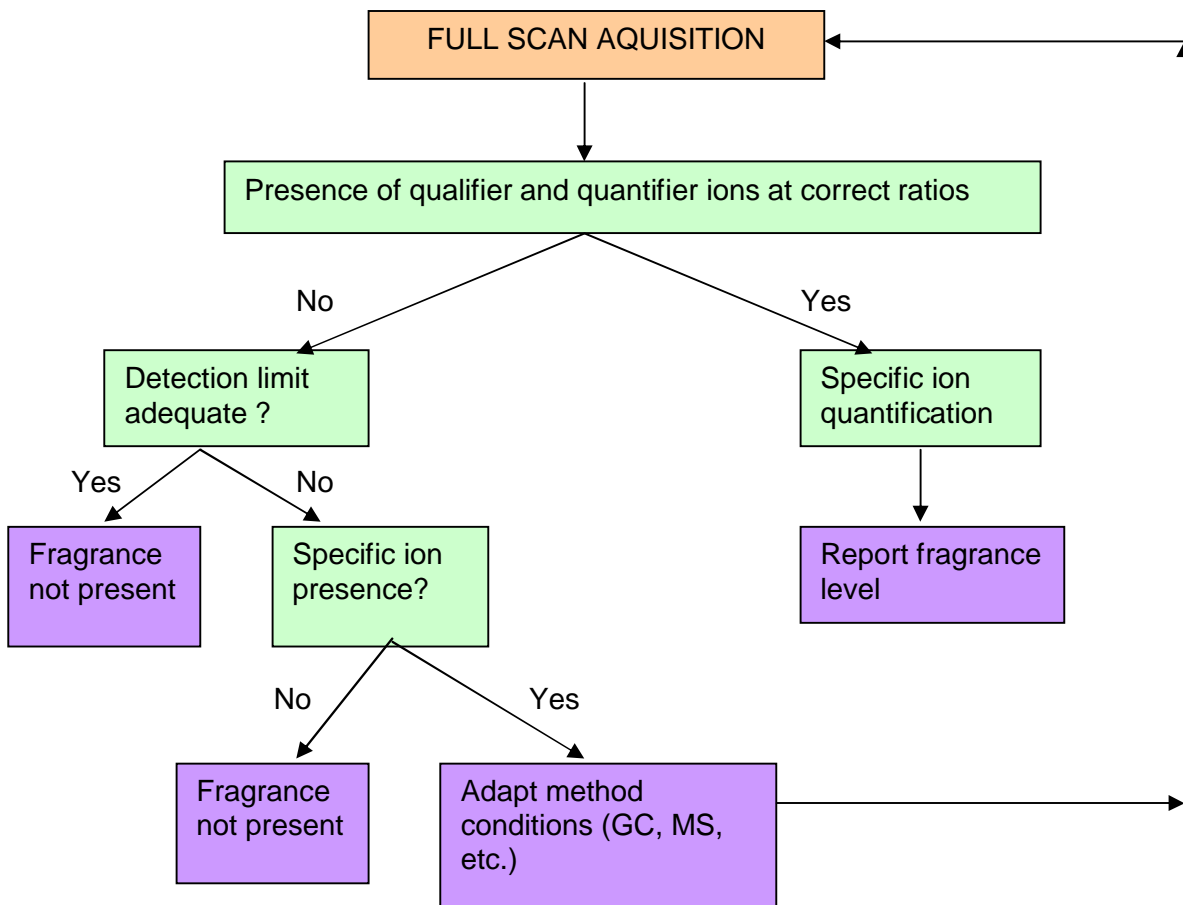 FULL SCAN AQUISITION
Presence of qualifier and quantifier ions at correct ratios
No
Yes
Detection limit
adequate ?
Specific ion
quantification
Yes
No
Fragrance
not present
Specific ion
presence?
Report fragrance
level
No
Yes
Fragrance
not present
Adapt method
conditions (GC, MS,
etc.)